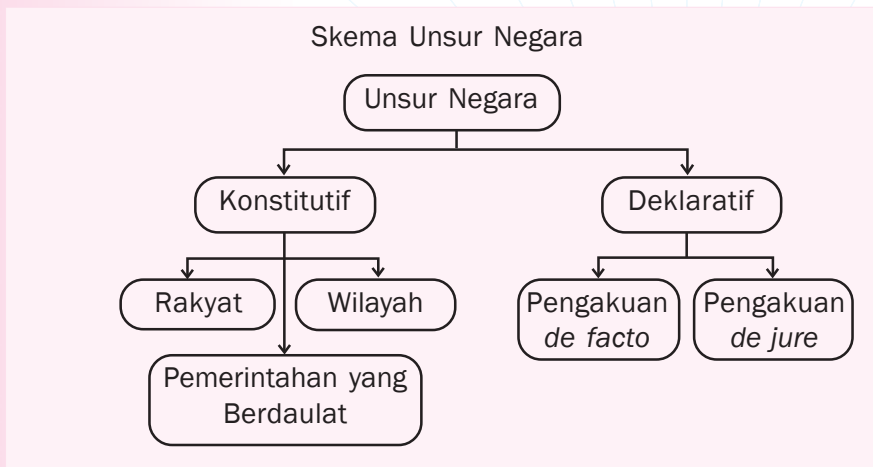 Skema Unsur Negara
Unsur Negara
Konstitutif
Deklaratif
Rakyat
Wilayah
Pemerintahan yang
Berdaulat
Pengakuan
de facto
Pengakuan
de jure